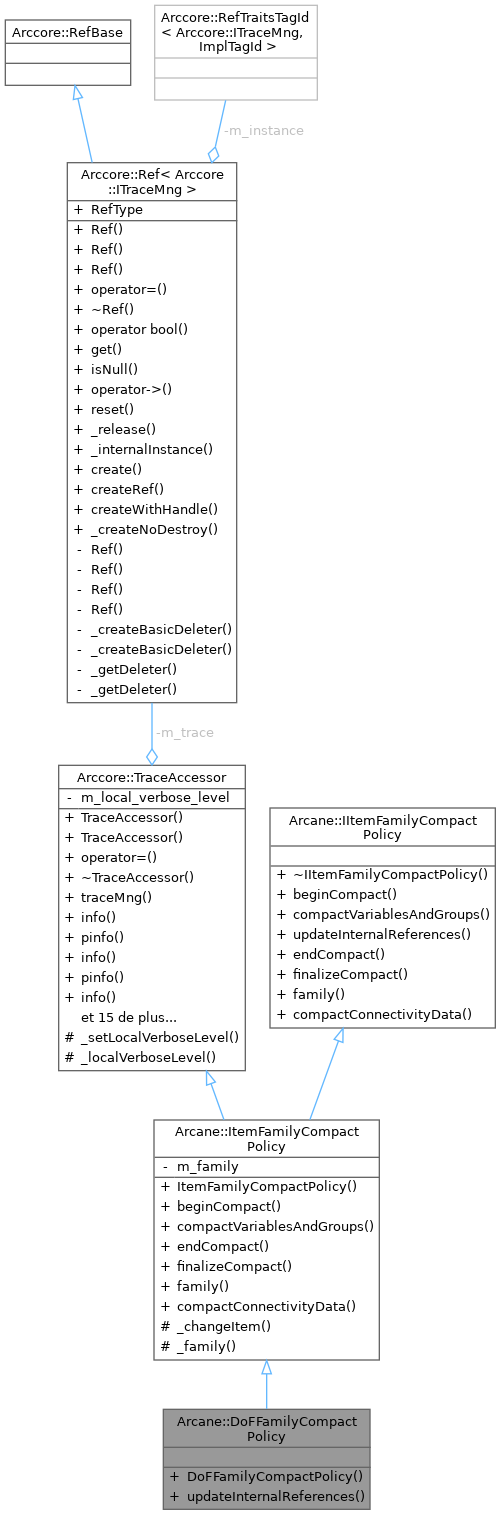 Arccore::RefBase
Arccore::RefTraitsTagId
< Arccore::ITraceMng,
ImplTagId >
-m_instance
Arccore::Ref< Arccore
::ITraceMng >
+ RefType
+ Ref()
+ Ref()
+ Ref()
+ operator=()
+ ~Ref()
+ operator bool()
+ get()
+ isNull()
+ operator->()
+ reset()
+ _release()
+ _internalInstance()
+ create()
+ createRef()
+ createWithHandle()
+ _createNoDestroy()
- Ref()
- Ref()
- Ref()
- Ref()
- _createBasicDeleter()
- _createBasicDeleter()
- _getDeleter()
- _getDeleter()
-m_trace
Arccore::TraceAccessor
- m_local_verbose_level
+ TraceAccessor()
+ TraceAccessor()
+ operator=()
+ ~TraceAccessor()
+ traceMng()
+ info()
+ pinfo()
+ info()
+ pinfo()
+ info()
et 15 de plus...
# _setLocalVerboseLevel()
# _localVerboseLevel()
Arcane::IItemFamilyCompact
Policy
+ ~IItemFamilyCompactPolicy()
+ beginCompact()
+ compactVariablesAndGroups()
+ updateInternalReferences()
+ endCompact()
+ finalizeCompact()
+ family()
+ compactConnectivityData()
Arcane::ItemFamilyCompact
Policy
- m_family
+ ItemFamilyCompactPolicy()
+ beginCompact()
+ compactVariablesAndGroups()
+ endCompact()
+ finalizeCompact()
+ family()
+ compactConnectivityData()
# _changeItem()
# _family()
Arcane::DoFFamilyCompact
Policy
+ DoFFamilyCompactPolicy()
+ updateInternalReferences()